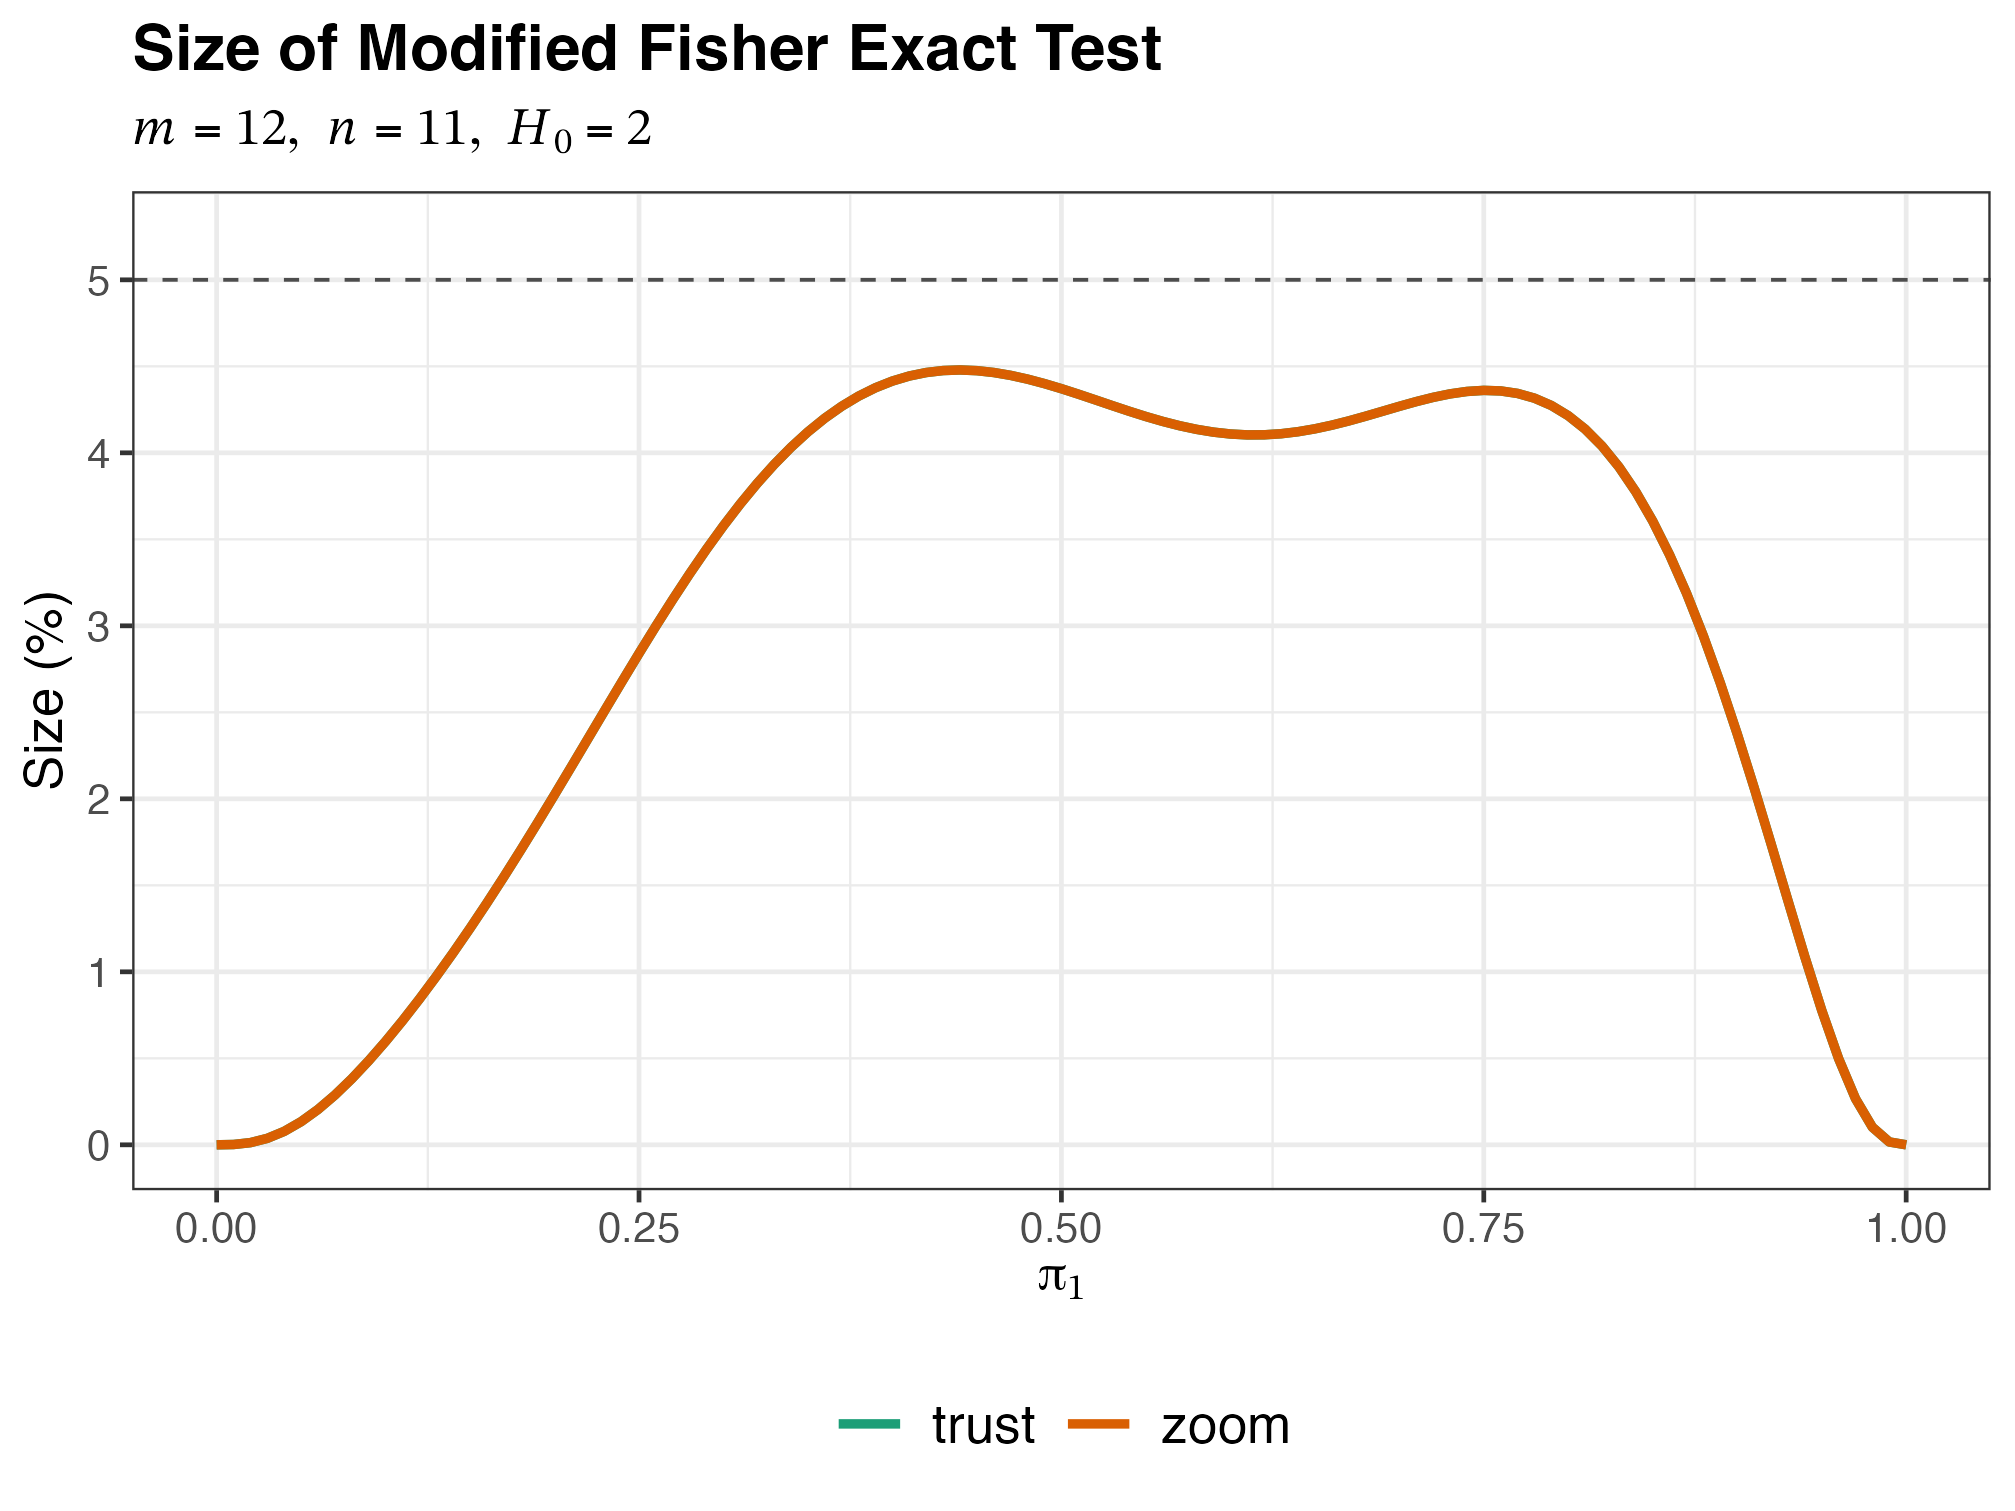 Size of Modified Fisher Exact Test
m = 12, n = 11, H₀ = 2
Size (%)
5
4
3
2
1
0
0.00 0.25 0.50 0.75 1.00
π₁
trust zoom